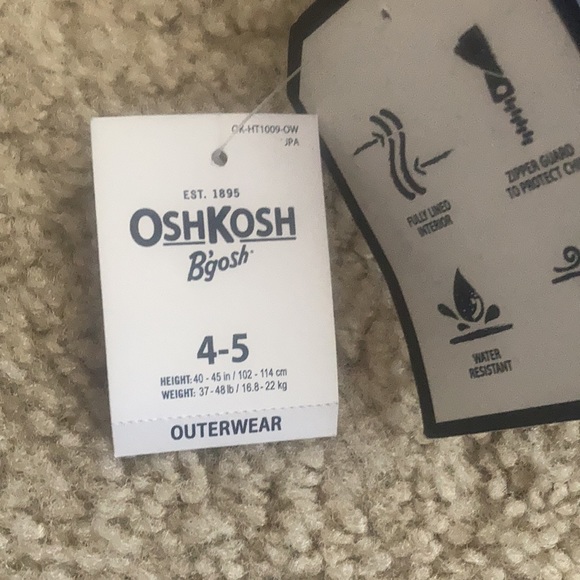 OK-HT1009-OW
JPA
EST. 1895
OSHKOSH
B'gosh
4-5
HEIGHT: 40 - 45 in / 102 - 114 cm
WEIGHT: 37 - 48 lb / 16.8 - 22 kg
OUTERWEAR
FULLY LINED
INTERIOR
ZIPPER GUARD
TO PROTECT
WATER
RESISTANT